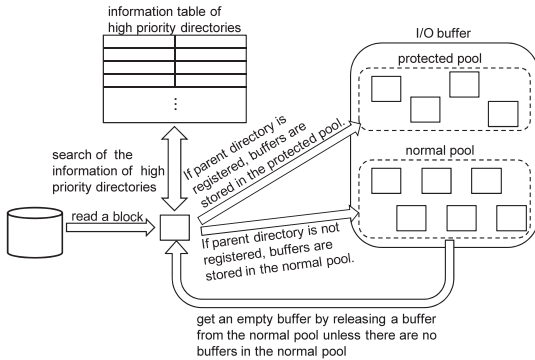 information table of
high priority directories
I/O buffer
protected pool
normal pool
search of the
information of high
priority directories
If parent directory is
registered, buffers are
stored in the protected pool.
read a block
If parent directory is not
registered, buffers are
stored in the normal pool.
get an empty buffer by releasing a buffer
from the normal pool unless there are no
buffers in the normal pool